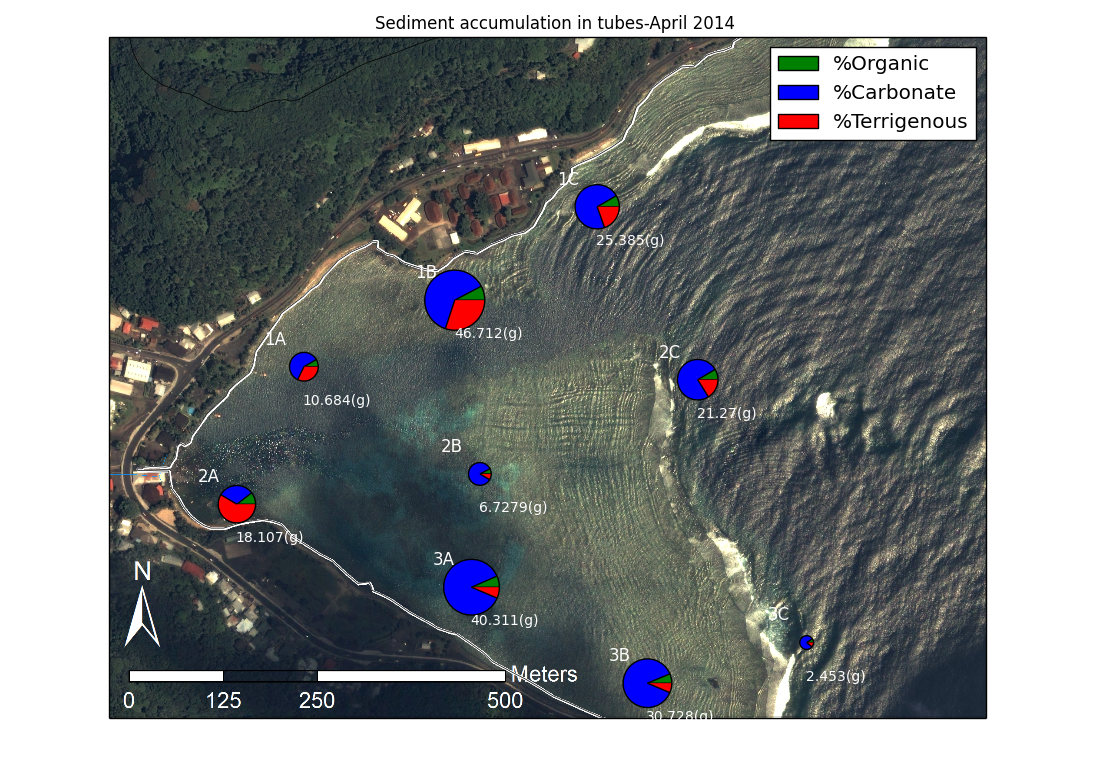 Sediment accumulation in tubes-April 2014
%Organic
%Carbonate
%Terrigenous
1C
25.385(g)
1B
46.712(g)
1A
10.684(g)
2C
21.27(g)
2B
6.7279(g)
2A
18.107(g)
3A
40.311(g)
N
3C
2.453(g)
3B
30.728(g)
Meters
0 125 250 500